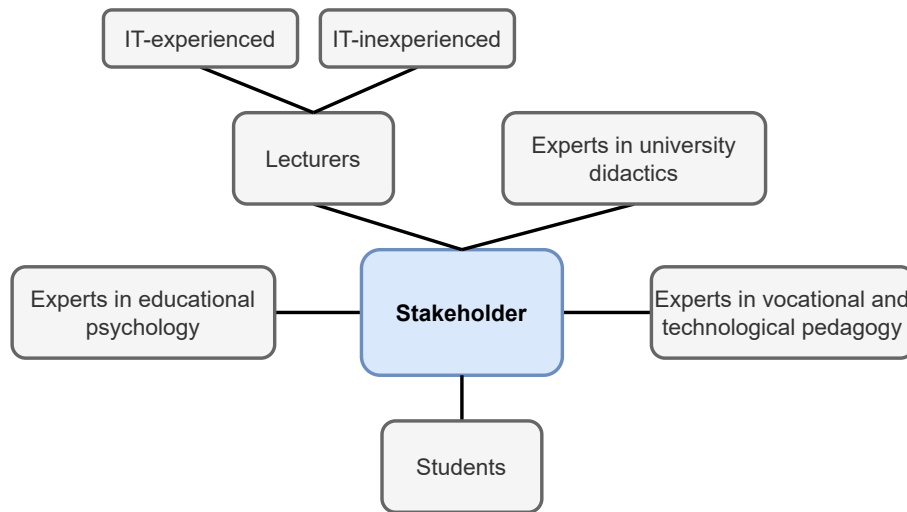 IT-experienced
IT-inexperienced
Lecturers
Experts in university
didactics
Experts in educational
psychology
Stakeholder
Experts in vocational and
technological pedagogy
Students